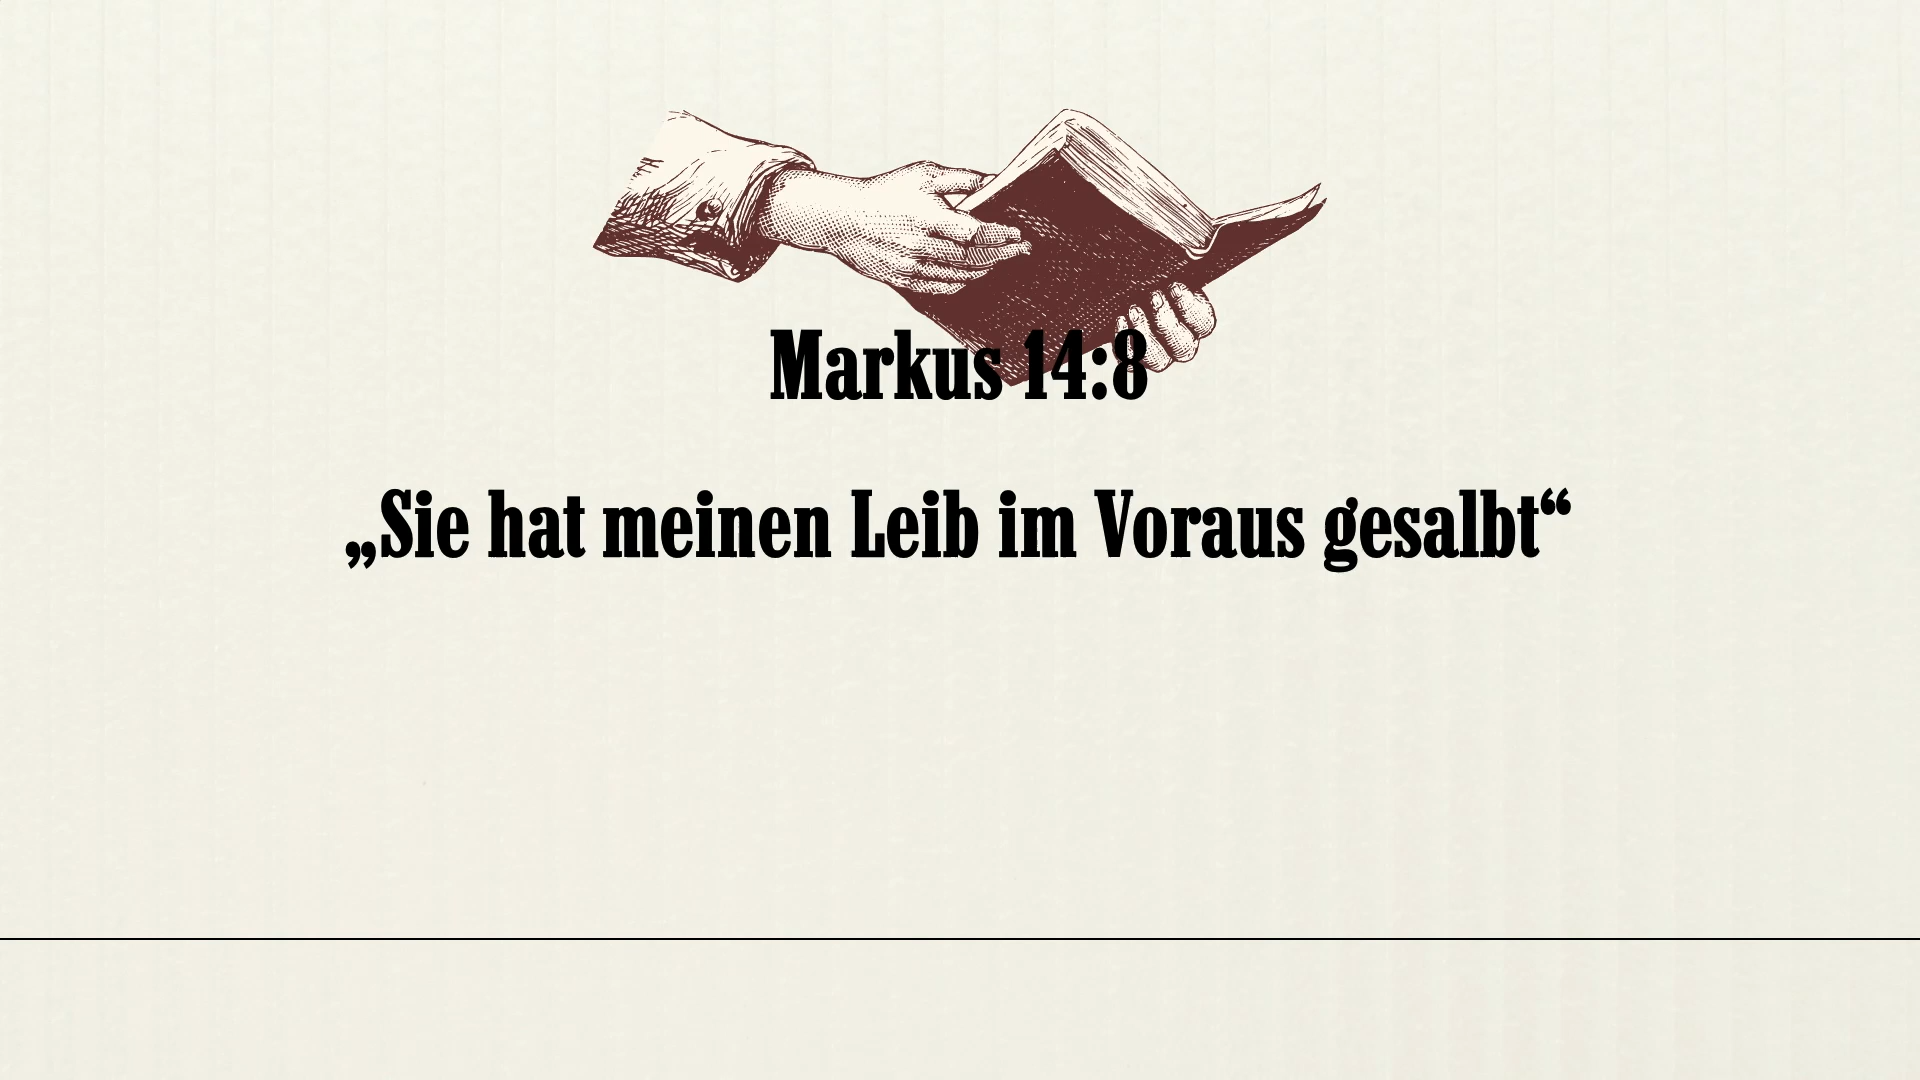 Markus 14:8
„Sie hat meinen Leib im Voraus gesalbt“